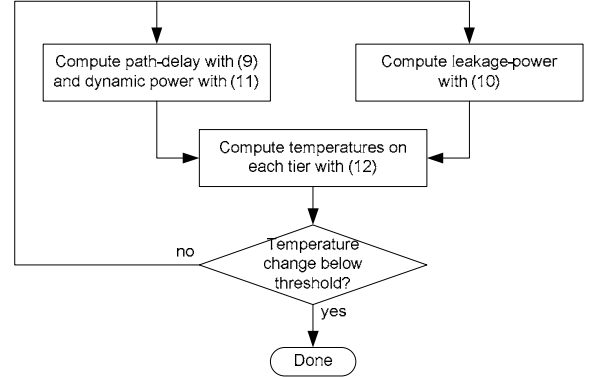 Compute path-delay with (9)
and dynamic power with (11)
Compute leakage-power
with (10)
Compute temperatures on
each tier with (12)
Temperature
change below
threshold?
no
yes
Done